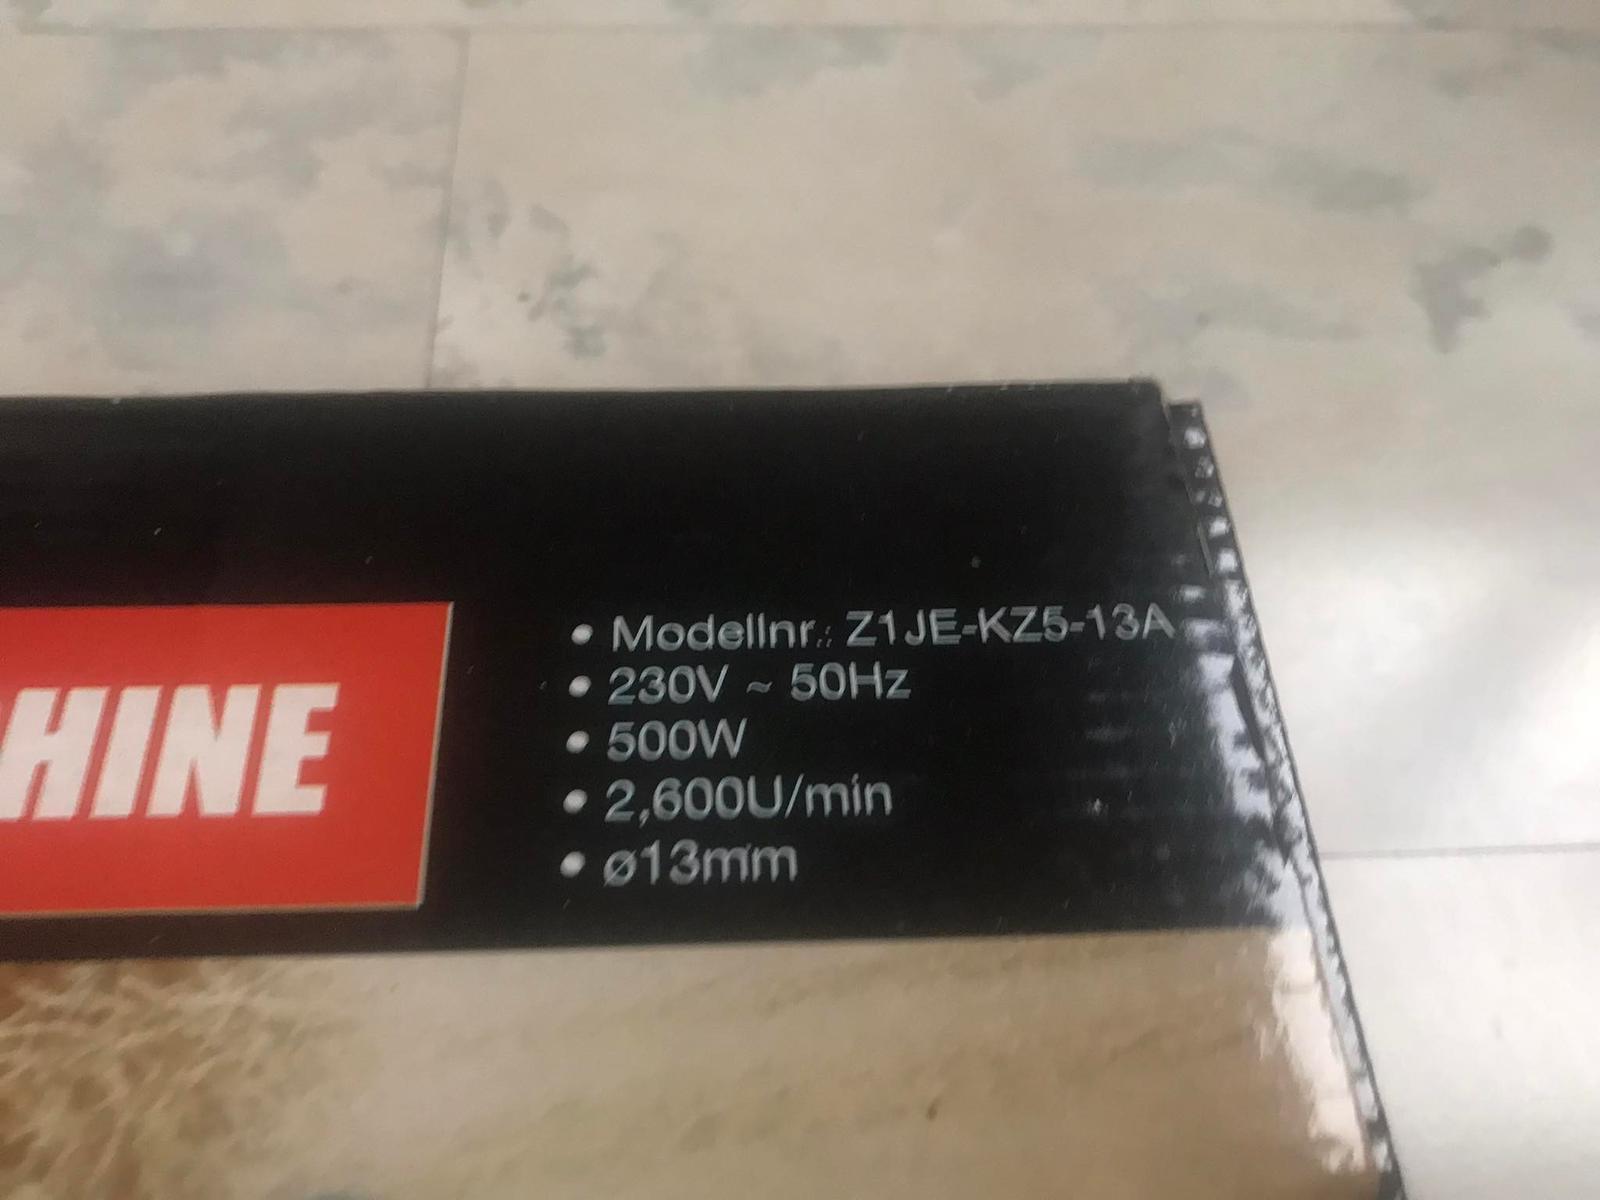 HINE
• Modellnr.: Z1JE-KZ5-13A
• 230V ~ 50Hz
• 500W
• 2,600U/min
• ø13mm